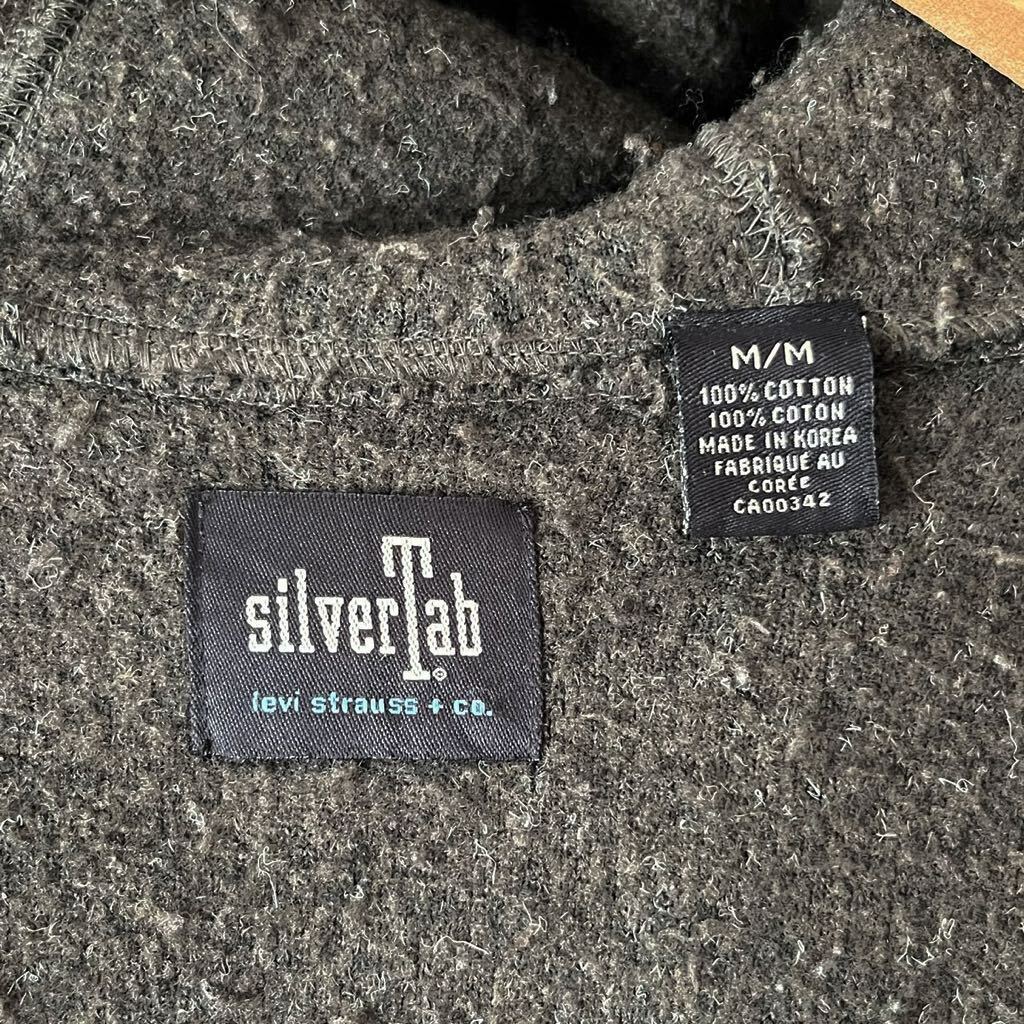 M/M
100% COTTON
100% COTON
MADE IN KOREA
FABRIQUÉ AU
CORÉE
CA00342
silverTab
levi strauss + co.